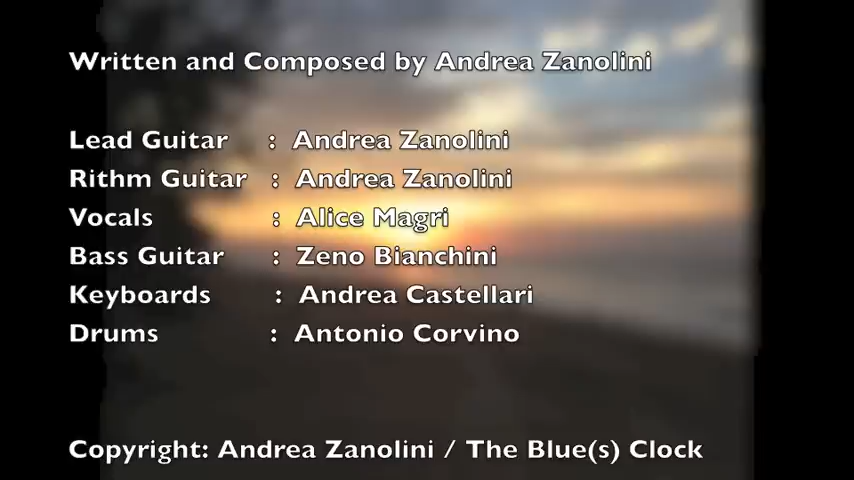 Written and Composed by Andrea Zanolini
Lead Guitar : Andrea Zanolini
Rithm Guitar : Andrea Zanolini
Vocals : Alice Magri
Bass Guitar : Zeno Bianchini
Keyboards : Andrea Castellari
Drums : Antonio Corvino
Copyright: Andrea Zanolini / The Blue(s) Clock